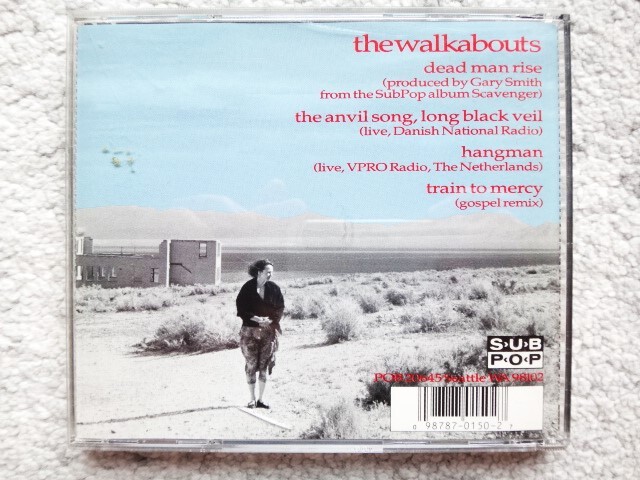 thewalkabouts
dead man rise
(produced by Gary Smith
from the SubPop album Scavenger)
the anvil song, long black veil
(live, Danish National Radio)
hangman
(live, VPRO Radio, The Netherlands)
train to mercy
(gospel remix)
S·U·B
P·O·P
POB 20645 Seattle WA 98102
0 98787-0150-2